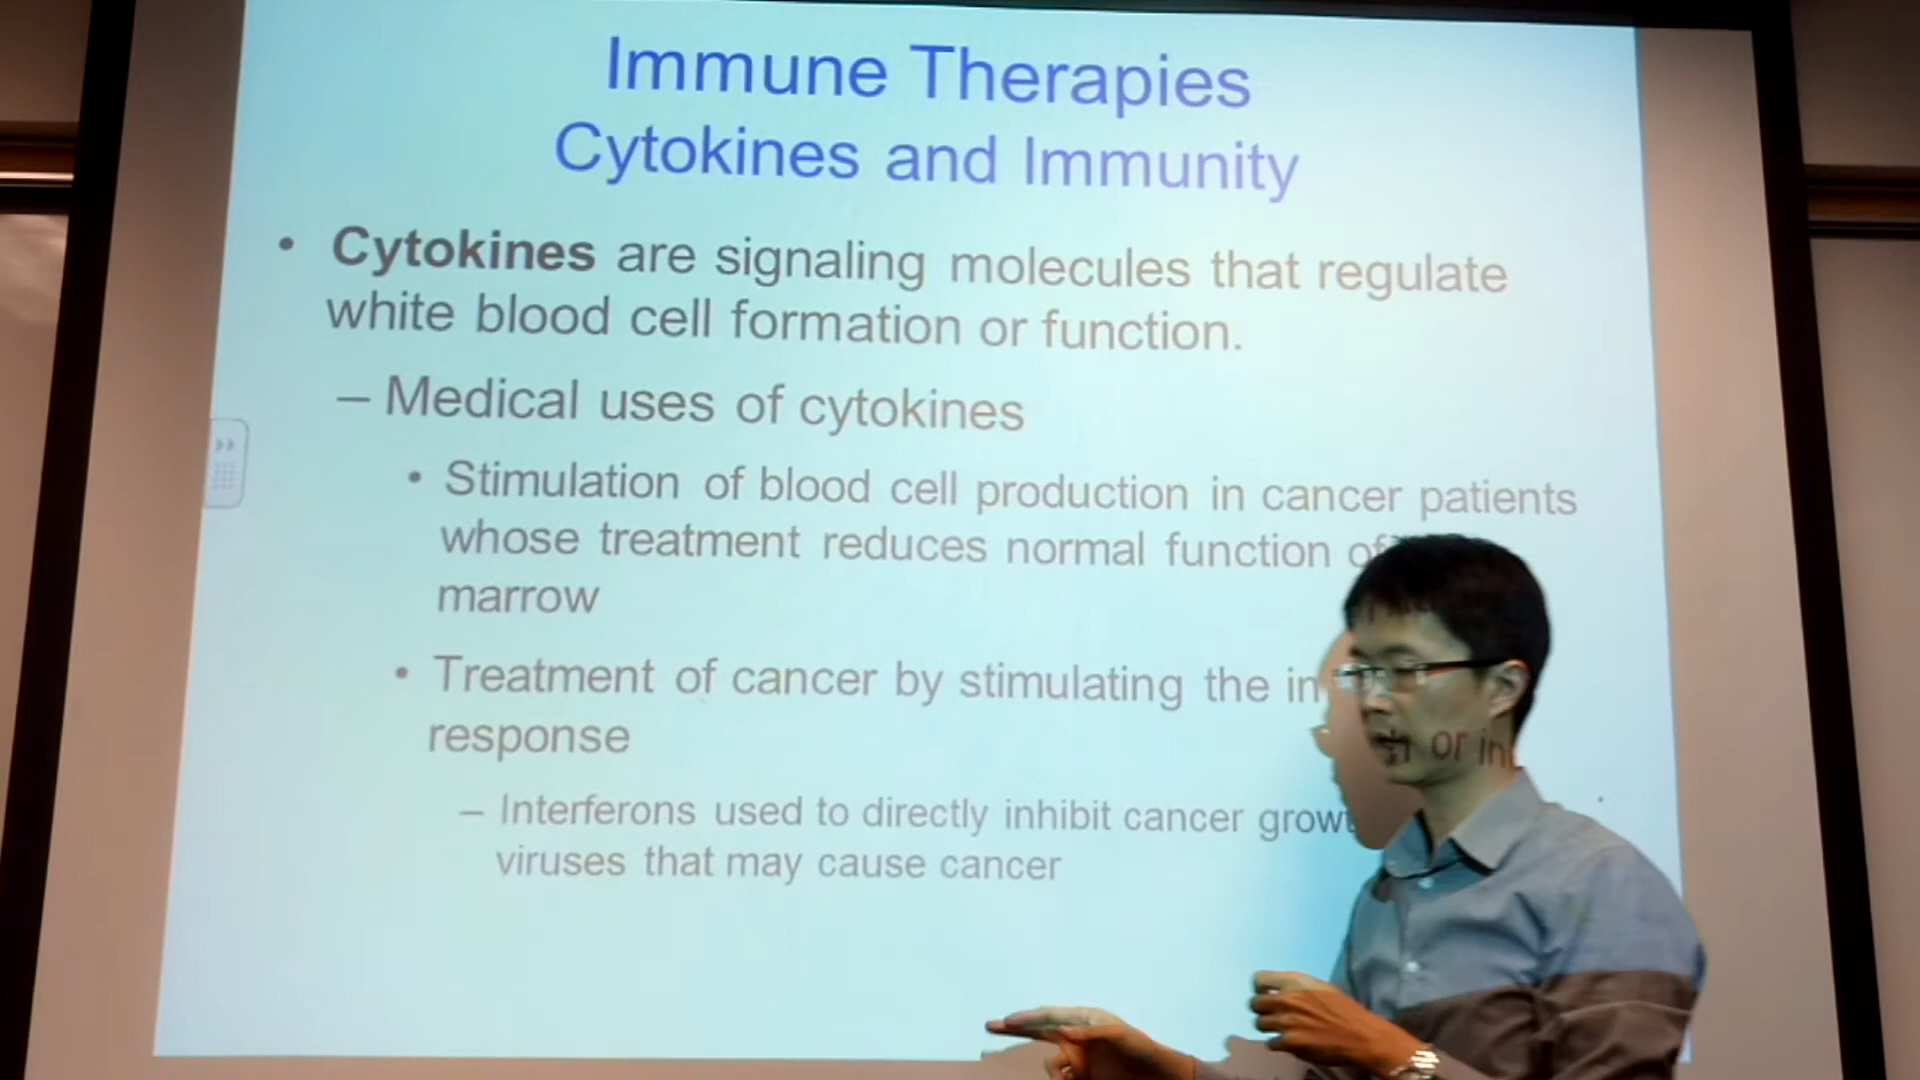 Immune Therapies
Cytokines and Immunity
• Cytokines are signaling molecules that regulate
white blood cell formation or function.
– Medical uses of cytokines
• Stimulation of blood cell production in cancer patients
whose treatment reduces normal function of
marrow
• Treatment of cancer by stimulating the
response
– Interferons used to directly inhibit cancer or
viruses that may cause cancer